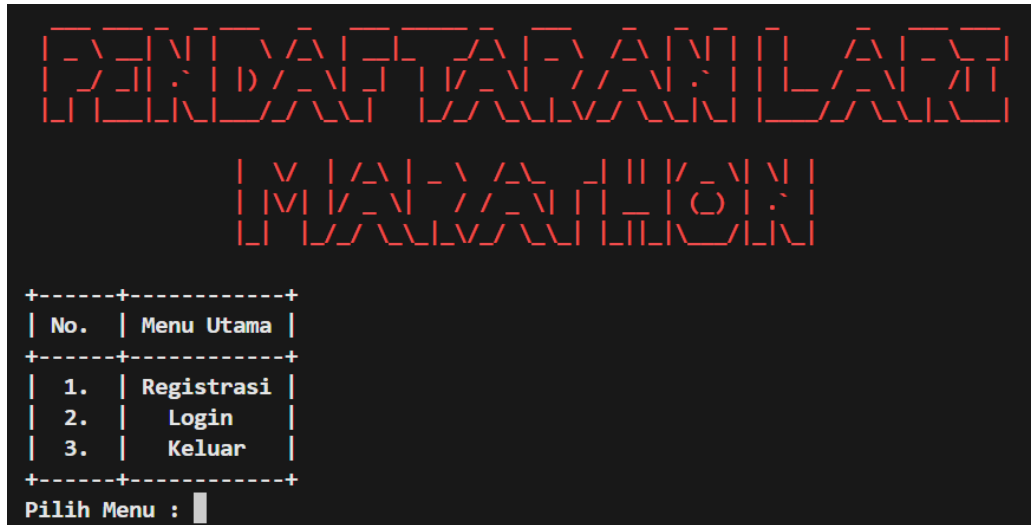 PENDAFTARAN LARI
MARATHON
+------+------------+
| No. | Menu Utama |
+------+------------+
| 1. | Registrasi |
| 2. | Login |
| 3. | Keluar |
+------+------------+
Pilih Menu :